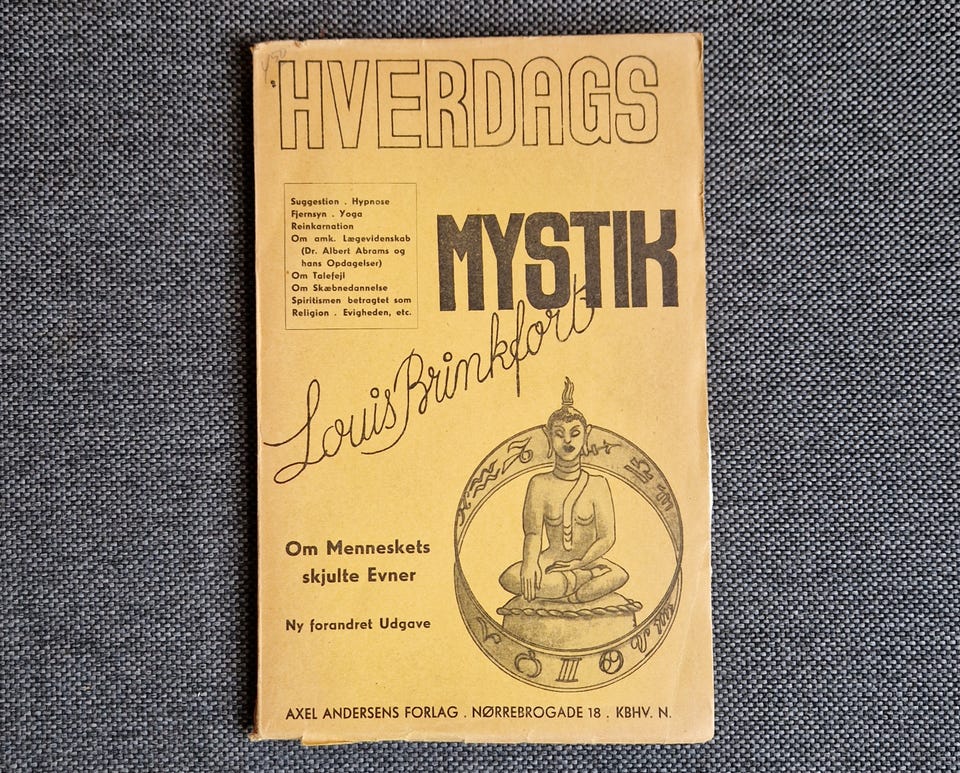 HVERDAGS
MYSTIK
Suggestion . Hypnose
Fjernsyn . Yoga
Reinkarnation
Om amk. Lægevidenskab
(Dr. Albert Abrams og
hans Opdagelser)
Om Talefejl
Om Skæbnedannelse
Spiritismen betragtet som
Religion . Evigheden, etc.
Louis Brinkfort
Om Menneskets
skjulte Evner
Ny forandret Udgave
AXEL ANDERSENS FORLAG . NØRREBROGADE 18 . KBHV. N.